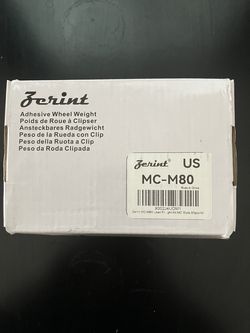 Zerint
Adhesive Wheel Weight
Poids de Roue à Clipser
Ansteckbares Radgewicht
Peso de la Rueda con Clip
Peso della Ruota a Clip
Peso da Roda Clipada
Zerint US
MC-M80
Made in China